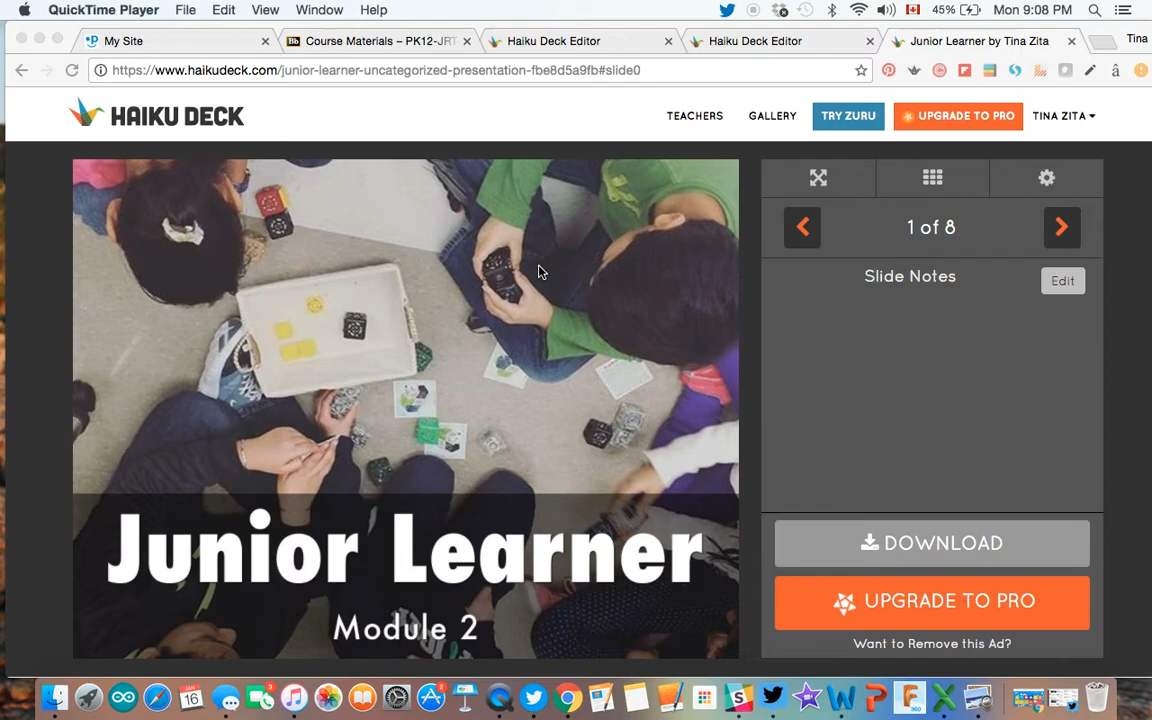 QuickTime Player File Edit View Window Help 45% Mon 9:08 PM
My Site Course Materials – PK12-JRT Haiku Deck Editor Haiku Deck Editor Junior Learner by Tina Zita Tina
https://www.haikudeck.com/junior-learner-uncategorized-presentation-fbe8d5a9fb#slide0
HAIKU DECK TEACHERS GALLERY TRY ZURU UPGRADE TO PRO TINA ZITA
1 of 8
Slide Notes Edit
Junior Learner
Module 2
DOWNLOAD
UPGRADE TO PRO
Want to Remove this Ad?